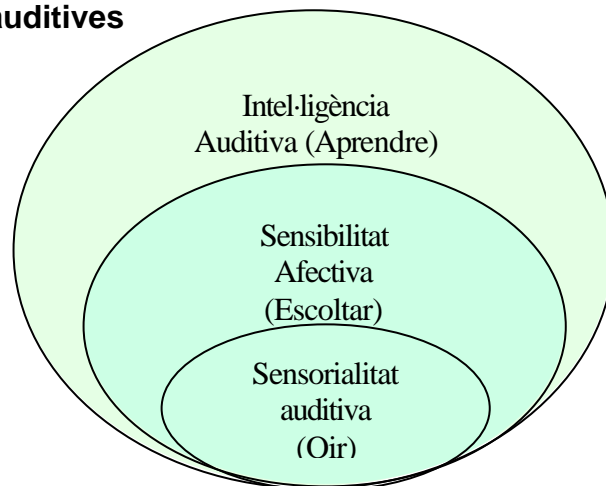 auditives
Intel·ligència
Auditiva (Aprendre)
Sensibilitat
Afectiva
(Escoltar)
Sensorialitat
auditiva
(Oir)